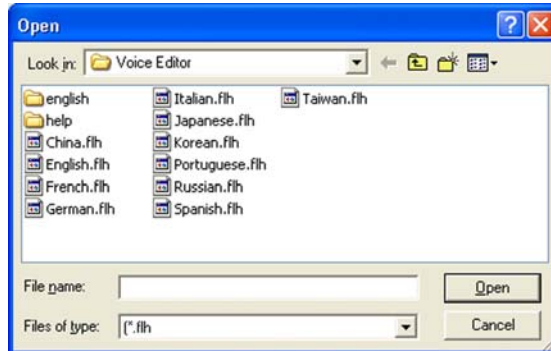 Open
Look in: Voice Editor
english
help
China.flh
English.flh
French.flh
German.flh
Italian.flh
Japanese.flh
Korean.flh
Portuguese.flh
Russian.flh
Spanish.flh
Taiwan.flh
File name:
Open
Files of type: (*.flh
Cancel